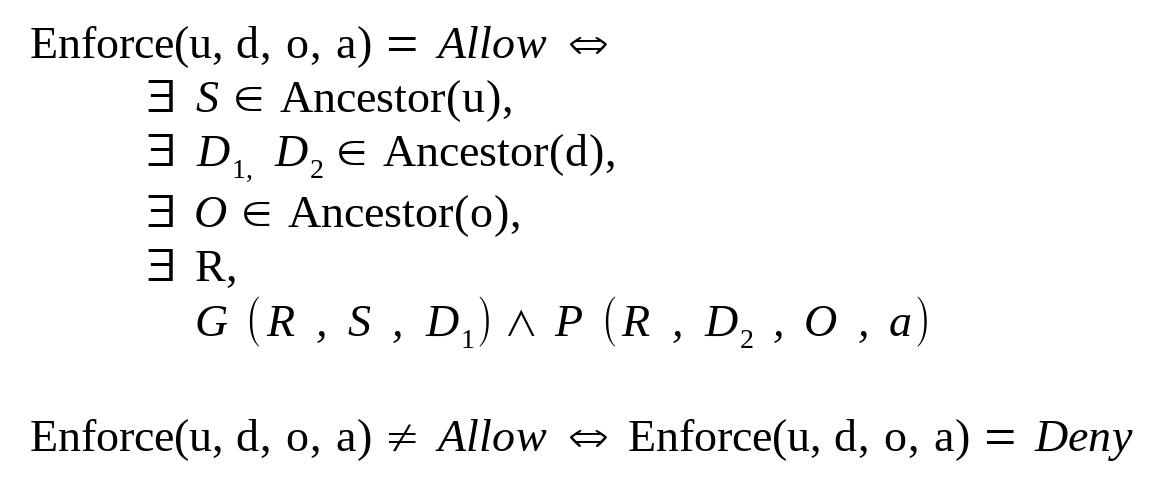 Enforce(u, d, o, a) = Allow ⇔
∃ S ∈ Ancestor(u),
∃ D₁, D₂ ∈ Ancestor(d),
∃ O ∈ Ancestor(o),
∃ R,
G (R , S , D₁) ∧ P (R , D₂ , O , a)
Enforce(u, d, o, a) ≠ Allow ⇔ Enforce(u, d, o, a) = Deny